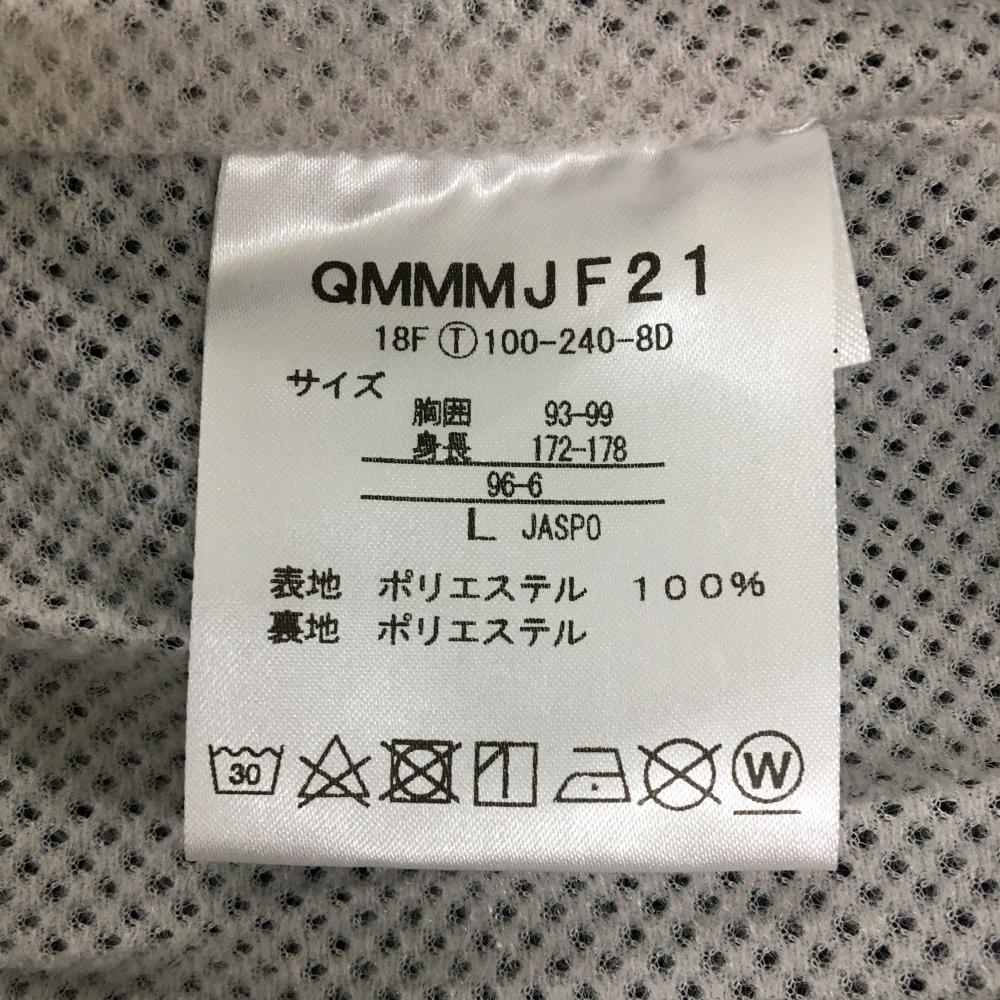 QMMMJF21
18F Ⓣ100-240-8D
サイズ
胸囲 93-99
身長 172-178
96-6
L JASPO
表地 ポリエステル 100%
裏地 ポリエステル
30 W